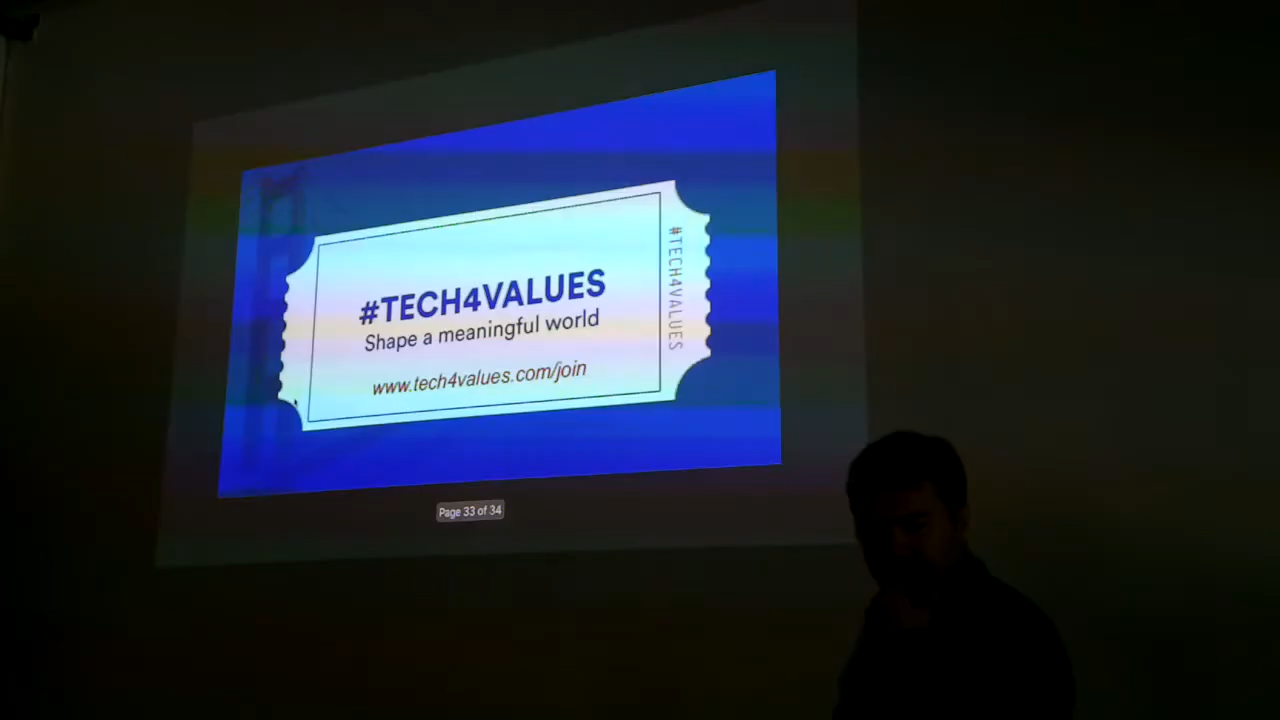 #TECH4VALUES
Shape a meaningful world
www.tech4values.com/join
#TECH4VALUES
Page 33 of 34